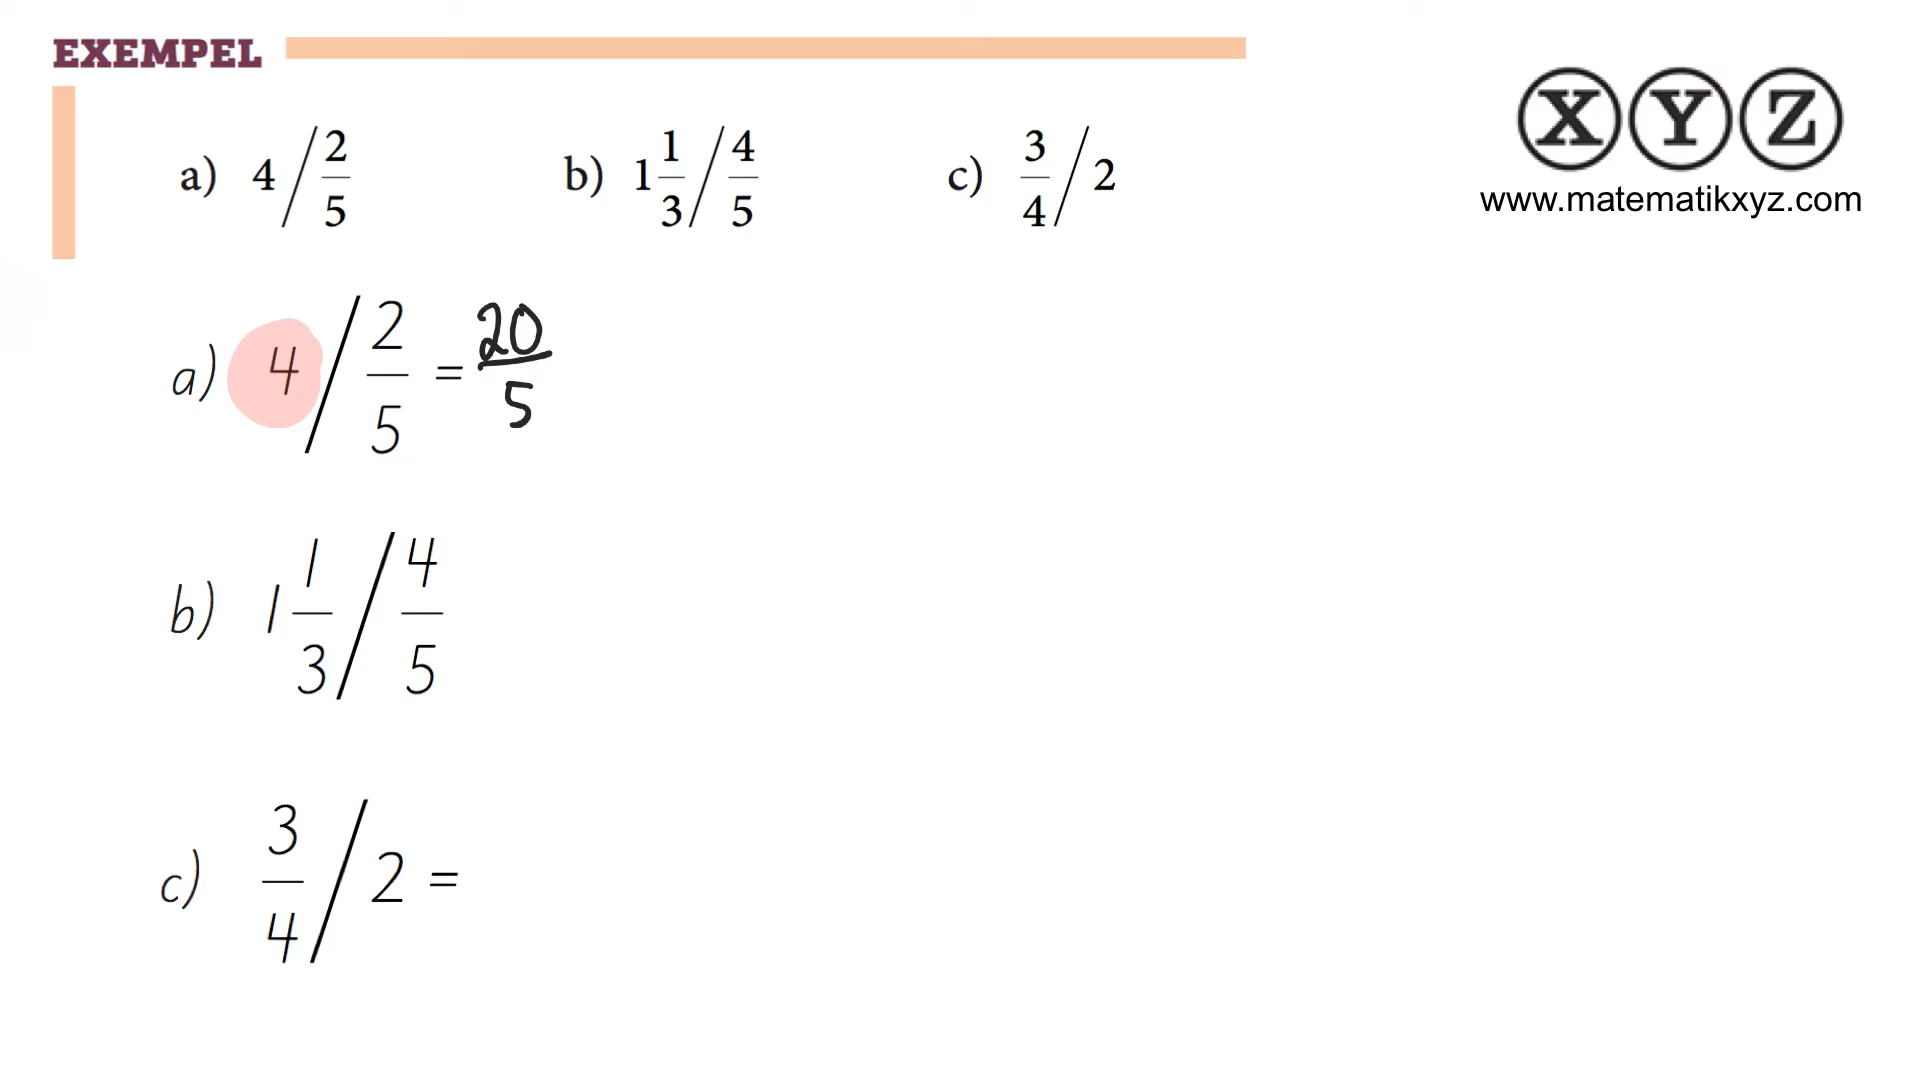 EXEMPEL
a) 4 / 2/5 b) 1 1/3 / 4/5 c) 3/4 / 2
X Y Z
www.matematikxyz.com
a) 4 / 2/5 = 20/5
b) 1 1/3 / 4/5
c) 3/4 / 2 =